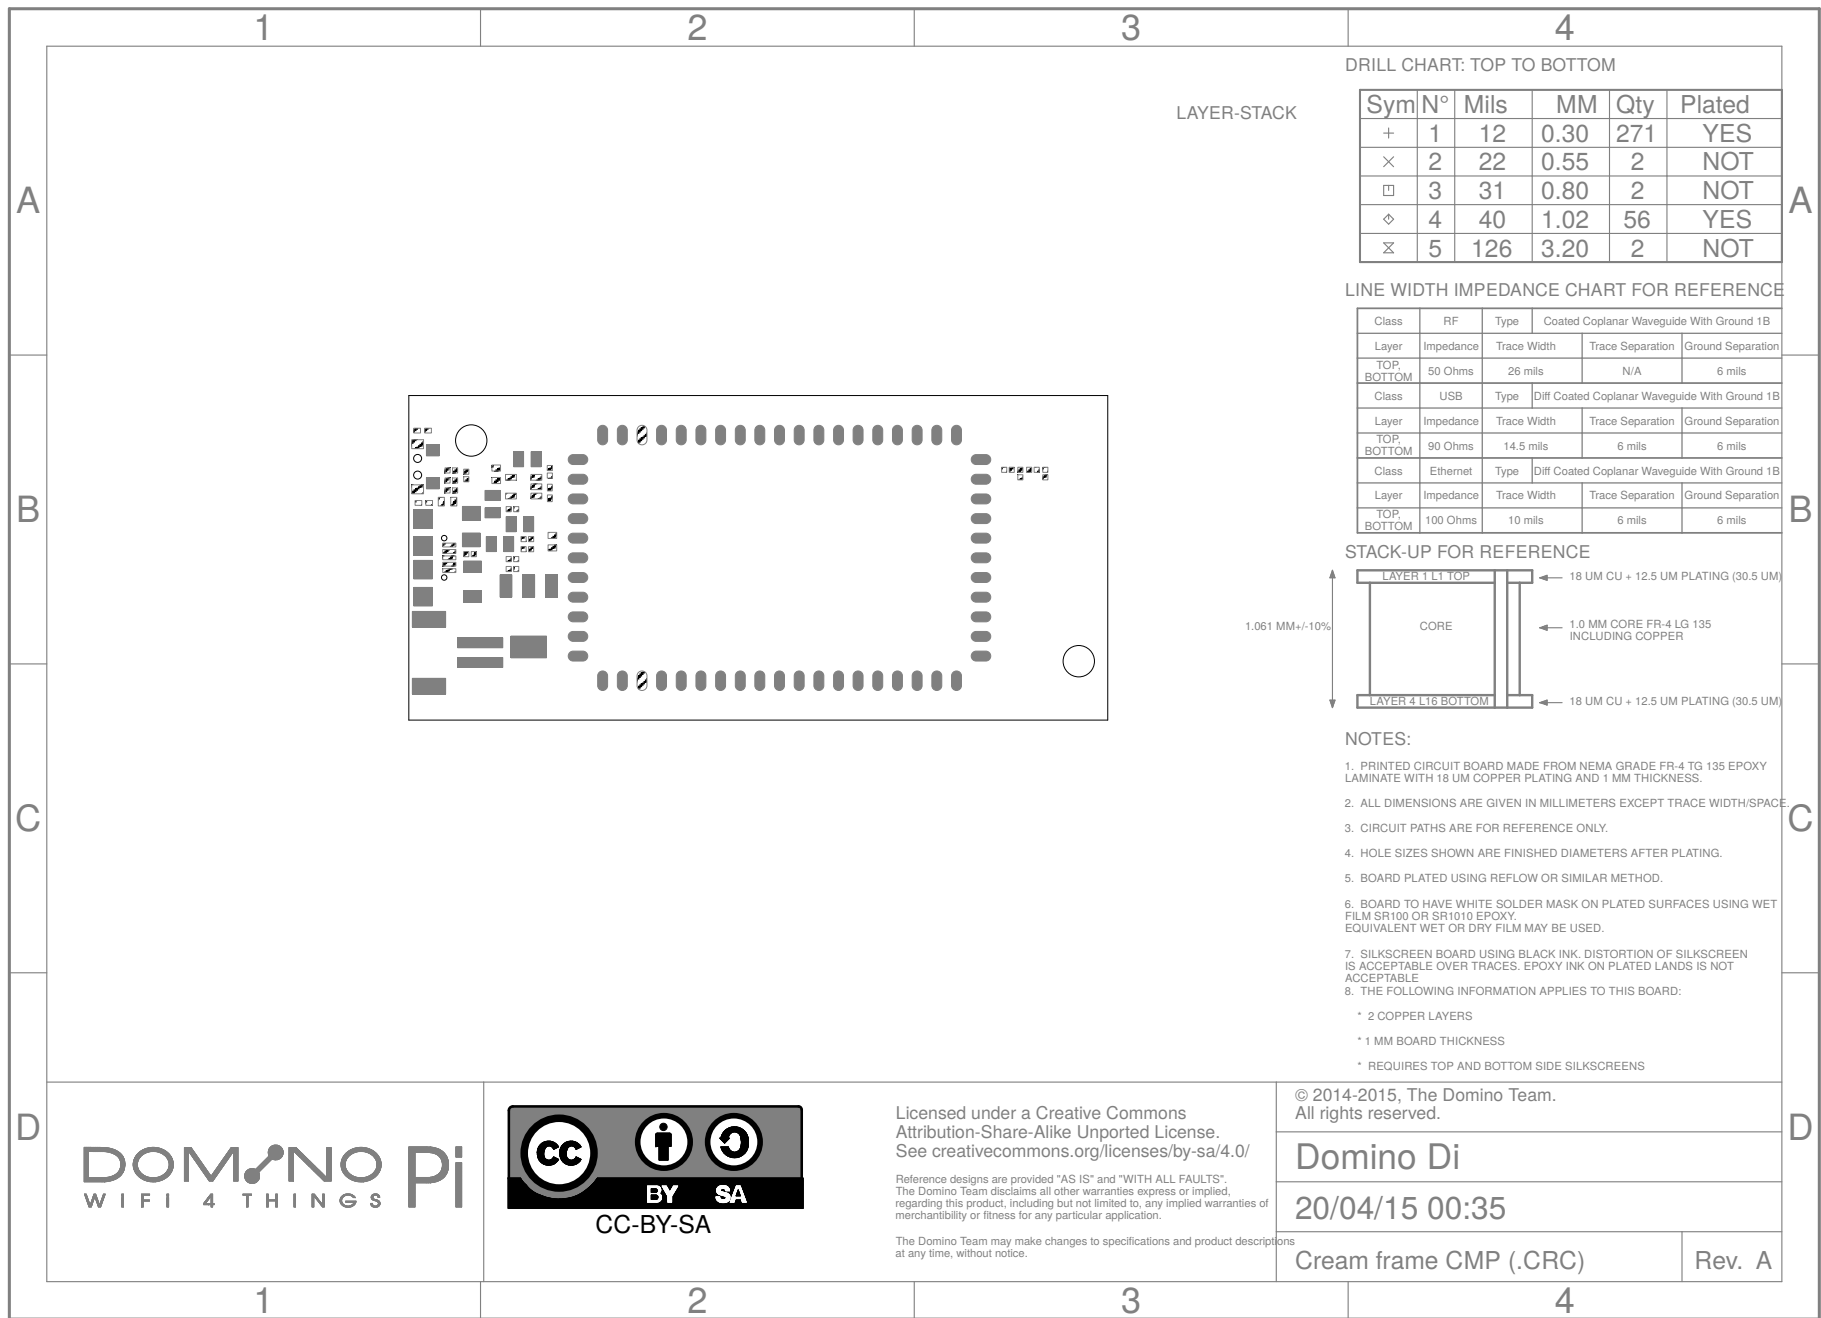 1 2 3 4
A
B
C
D
A
B
C
D
LAYER-STACK
DRILL CHART: TOP TO BOTTOM
Sym N° Mils MM Qty Plated
+ 1 12 0.30 271 YES
× 2 22 0.55 2 NOT
3 31 0.80 2 NOT
4 40 1.02 56 YES
5 126 3.20 2 NOT
LINE WIDTH IMPEDANCE CHART FOR REFERENCE
Class RF Type Coated Coplanar Waveguide With Ground 1B
Layer Impedance Trace Width Trace Separation Ground Separation
TOP,
BOTTOM 50 Ohms 26 mils N/A 6 mils
Class USB Type Diff Coated Coplanar Waveguide With Ground 1B
Layer Impedance Trace Width Trace Separation Ground Separation
TOP,
BOTTOM 90 Ohms 14.5 mils 6 mils 6 mils
Class Ethernet Type Diff Coated Coplanar Waveguide With Ground 1B
Layer Impedance Trace Width Trace Separation Ground Separation
TOP,
BOTTOM 100 Ohms 10 mils 6 mils 6 mils
STACK-UP FOR REFERENCE
LAYER 1 L1 TOP 18 UM CU + 12.5 UM PLATING (30.5 UM)
1.061 MM+/-10% CORE 1.0 MM CORE FR-4 LG 135
INCLUDING COPPER
LAYER 4 L16 BOTTOM 18 UM CU + 12.5 UM PLATING (30.5 UM)
NOTES:
1. PRINTED CIRCUIT BOARD MADE FROM NEMA GRADE FR-4 TG 135 EPOXY
LAMINATE WITH 18 UM COPPER PLATING AND 1 MM THICKNESS.
2. ALL DIMENSIONS ARE GIVEN IN MILLIMETERS EXCEPT TRACE WIDTH/SPACE.
3. CIRCUIT PATHS ARE FOR REFERENCE ONLY.
4. HOLE SIZES SHOWN ARE FINISHED DIAMETERS AFTER PLATING.
5. BOARD PLATED USING REFLOW OR SIMILAR METHOD.
6. BOARD TO HAVE WHITE SOLDER MASK ON PLATED SURFACES USING WET
FILM SR100 OR SR1010 EPOXY.
EQUIVALENT WET OR DRY FILM MAY BE USED.
7. SILKSCREEN BOARD USING BLACK INK. DISTORTION OF SILKSCREEN
IS ACCEPTABLE OVER TRACES. EPOXY INK ON PLATED LANDS IS NOT
ACCEPTABLE
8. THE FOLLOWING INFORMATION APPLIES TO THIS BOARD:
* 2 COPPER LAYERS
* 1 MM BOARD THICKNESS
* REQUIRES TOP AND BOTTOM SIDE SILKSCREENS
DOMINO Pi
WIFI 4 THINGS
cc
BY SA
CC-BY-SA
Licensed under a Creative Commons
Attribution-Share-Alike Unported License.
See creativecommons.org/licenses/by-sa/4.0/
Reference designs are provided "AS IS" and "WITH ALL FAULTS".
The Domino Team disclaims all other warranties express or implied,
regarding this product, including but not limited to, any implied warranties of
merchantibility or fitness for any particular application.
The Domino Team may make changes to specifications and product descriptions
at any time, without notice.
© 2014-2015, The Domino Team.
All rights reserved.
Domino Di
20/04/15 00:35
Cream frame CMP (.CRC) Rev. A
1 2 3 4